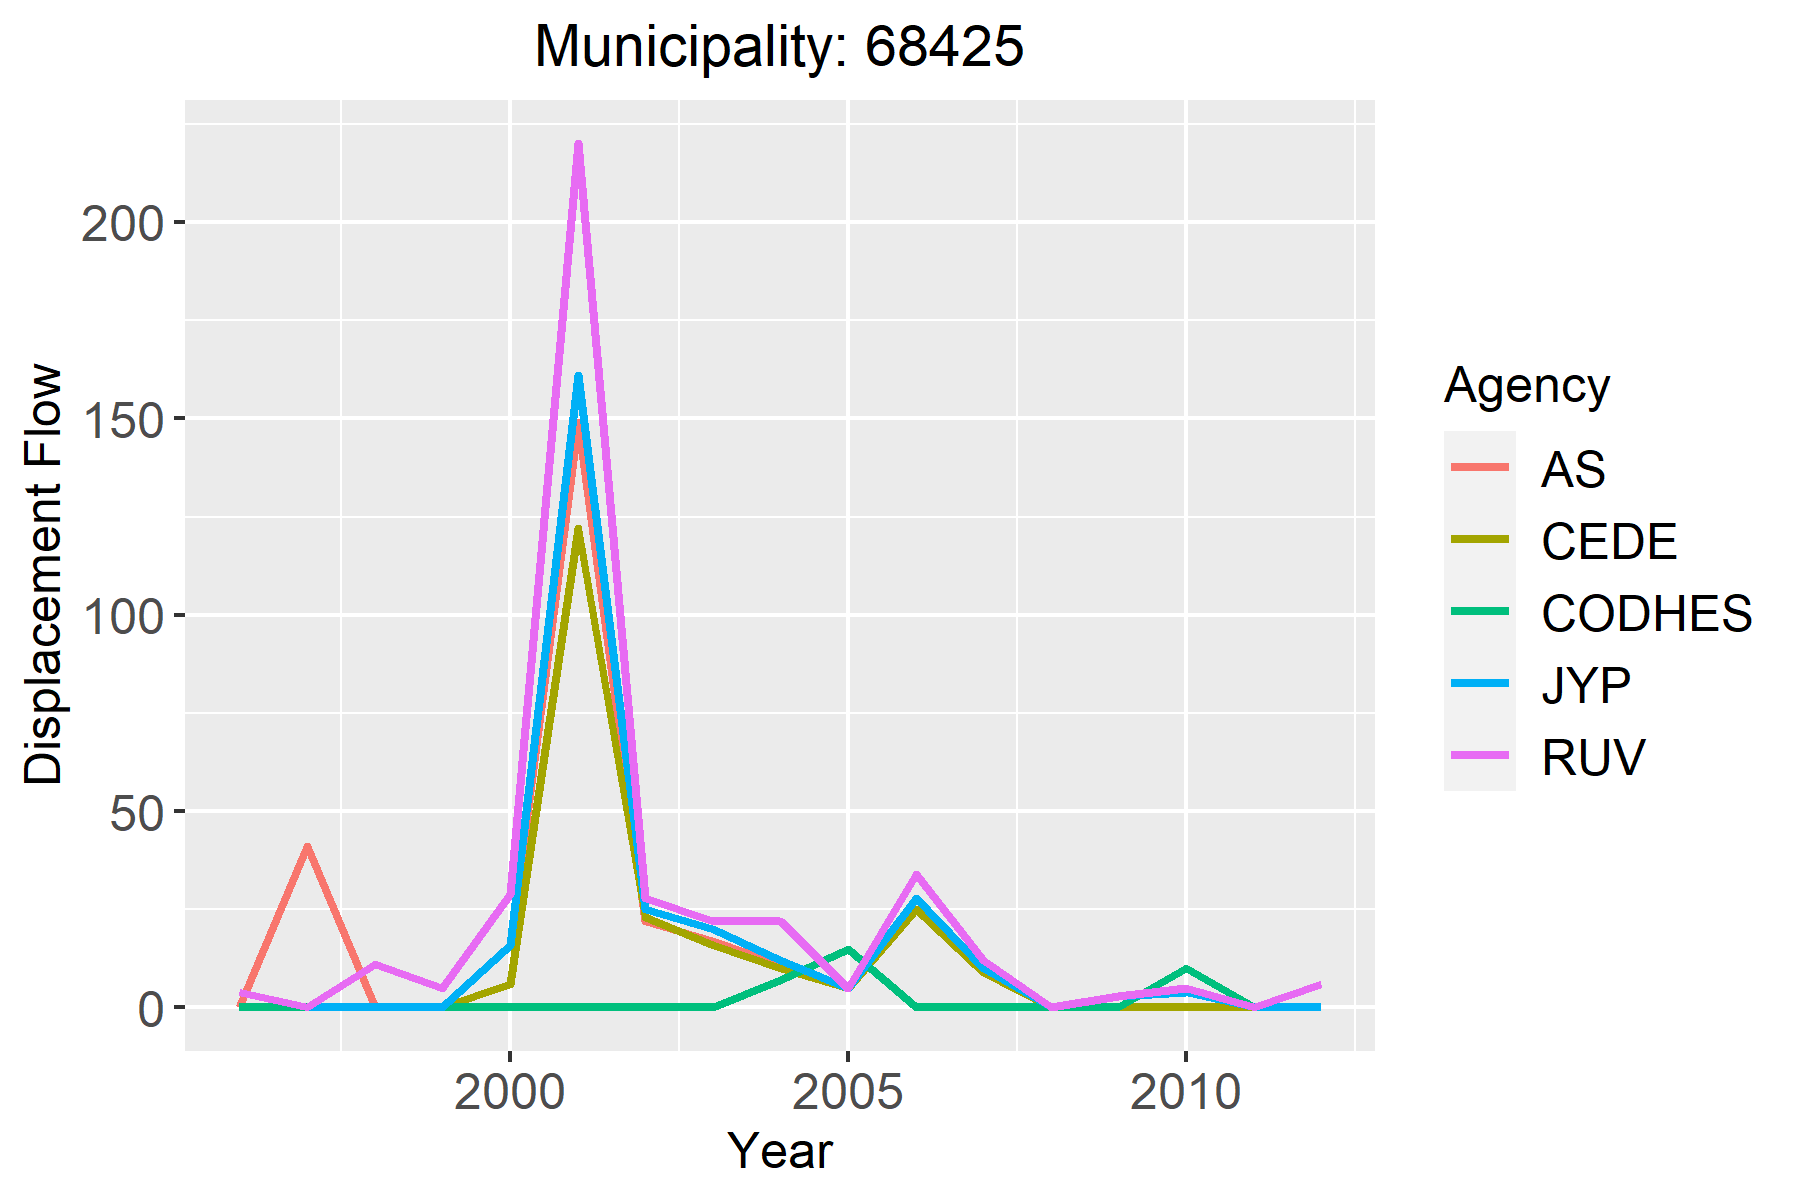 Municipality: 68425
Displacement Flow
200
150
100
50
0
2000 2005 2010
Year
Agency
AS
CEDE
CODHES
JYP
RUV